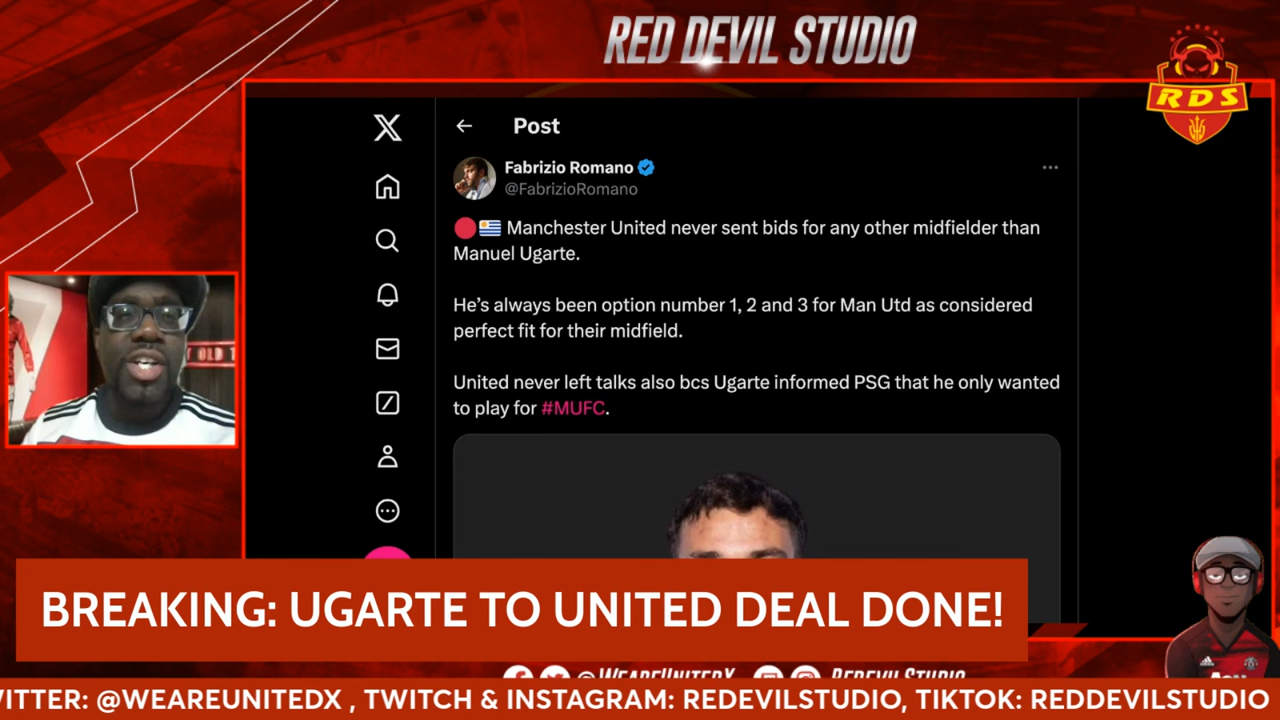 RED DEVIL STUDIO
RDS
Post
Fabrizio Romano
@FabrizioRomano
Manchester United never sent bids for any other midfielder than
Manuel Ugarte.
He's always been option number 1, 2 and 3 for Man Utd as considered
perfect fit for their midfield.
United never left talks also bcs Ugarte informed PSG that he only wanted
to play for #MUFC.
OLD T
BREAKING: UGARTE TO UNITED DEAL DONE!
@WEAREUNITEDX REDEVILSTUDIO
WITTER: @WEAREUNITEDX , TWITCH & INSTAGRAM: REDEVILSTUDIO, TIKTOK: REDDEVILSTUDIO